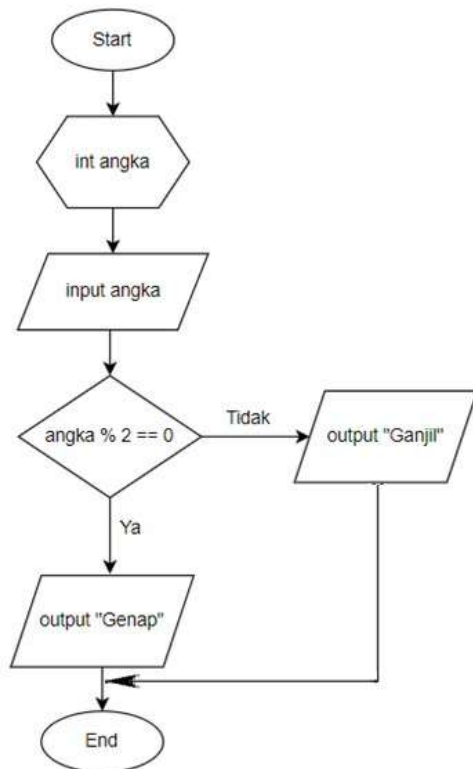 Start
int angka
input angka
angka % 2 == 0
Tidak
output "Ganjil"
Ya
output "Genap"
End